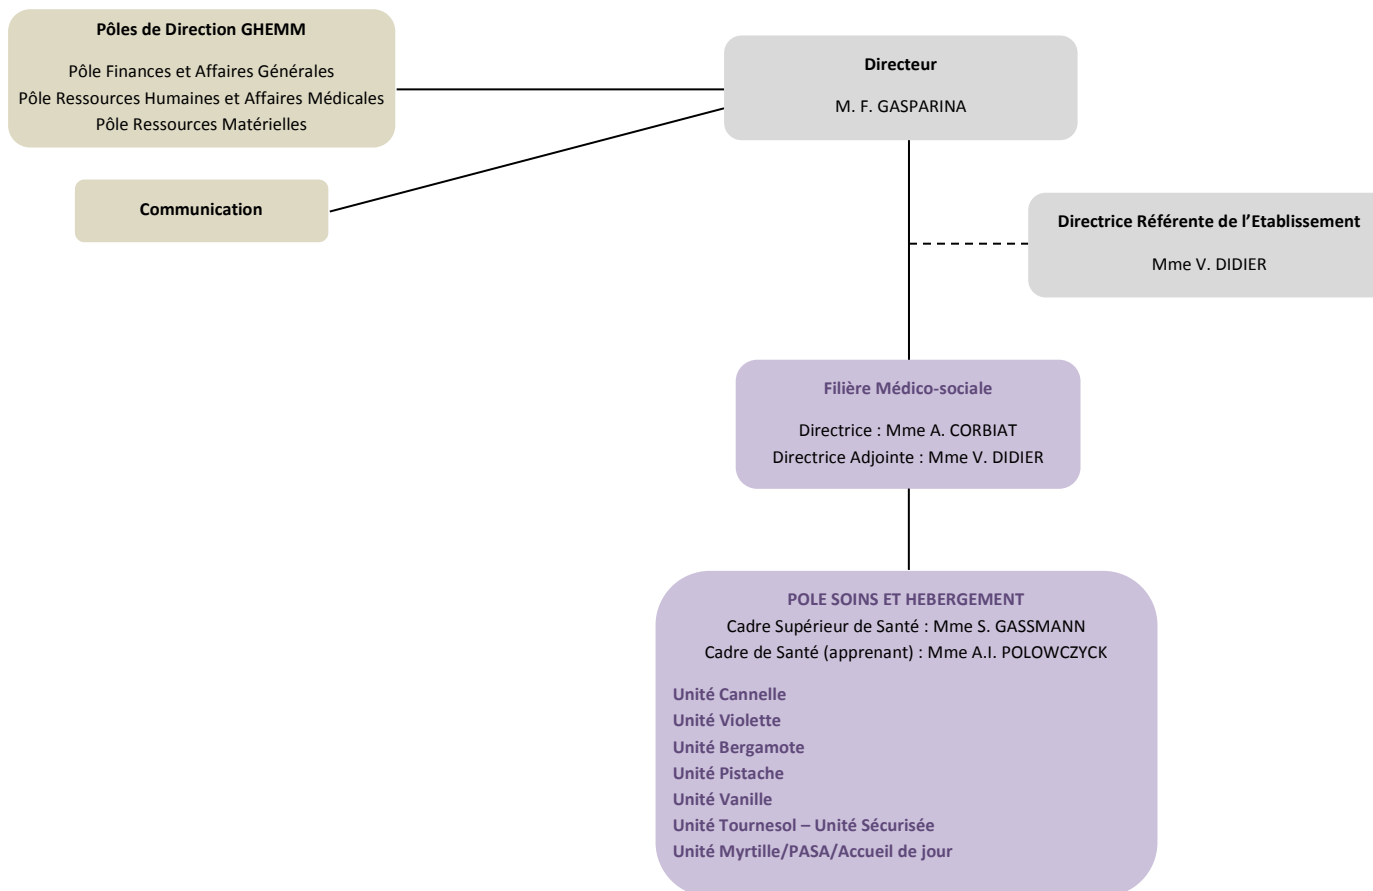 Pôles de Direction GHEMM
Pôle Finances et Affaires Générales
Pôle Ressources Humaines et Affaires Médicales
Pôle Ressources Matérielles
Directeur
M. F. GASPARINA
Communication
Directrice Référente de l’Etablissement
Mme V. DIDIER
Filière Médico-sociale
Directrice : Mme A. CORBIAT
Directrice Adjointe : Mme V. DIDIER
POLE SOINS ET HEBERGEMENT
Cadre Supérieur de Santé : Mme S. GASSMANN
Cadre de Santé (apprenant) : Mme A.I. POLOWCZYCK
Unité Cannelle
Unité Violette
Unité Bergamote
Unité Pistache
Unité Vanille
Unité Tournesol – Unité Sécurisée
Unité Myrtille/PASA/Accueil de jour